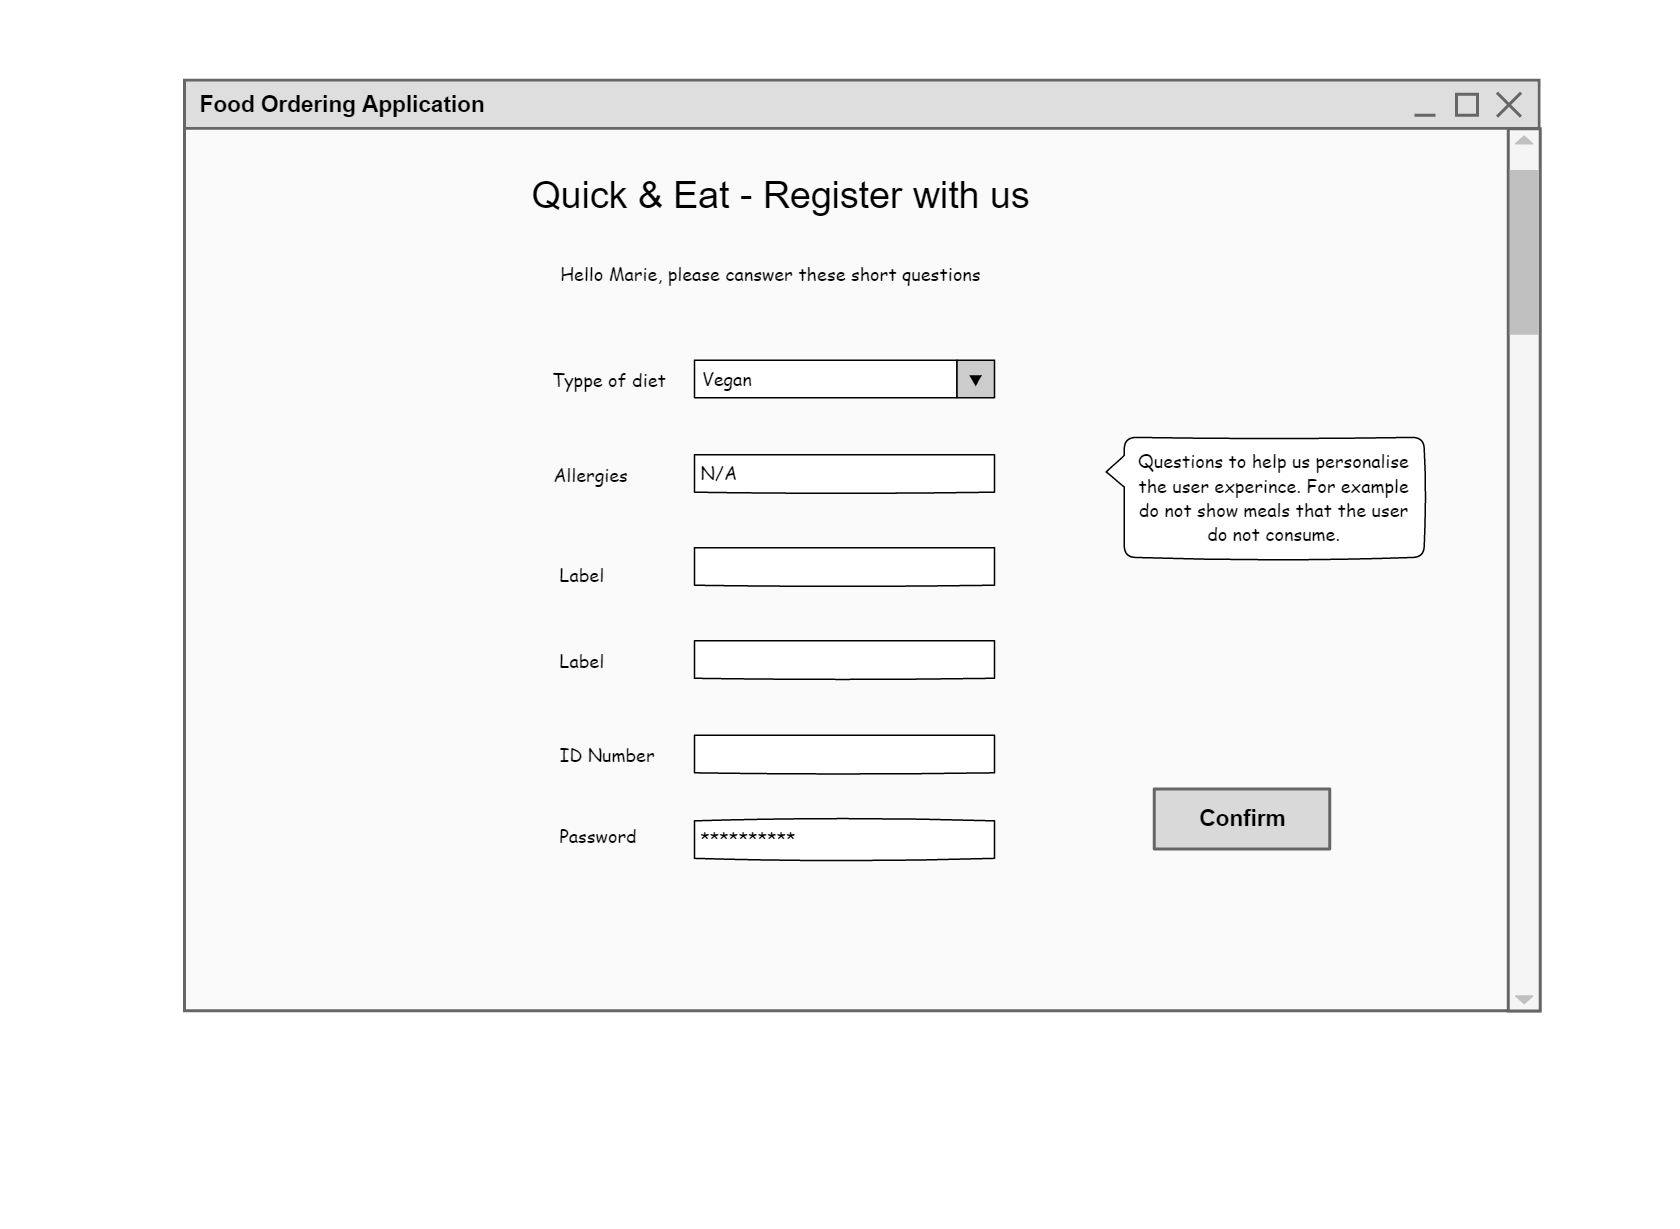 Food Ordering Application
Quick & Eat - Register with us
Hello Marie, please canswer these short questions
Typpe of diet
Vegan
Allergies
N/A
Questions to help us personalise
the user experince. For example
do not show meals that the user
do not consume.
Label
Label
ID Number
Password
**********
Confirm